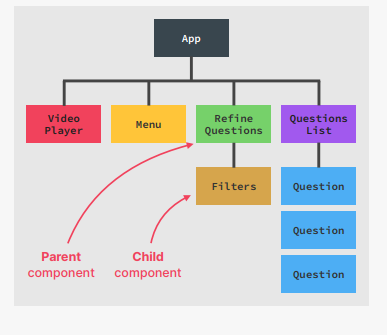 App
Video
Player
Menu
Refine
Questions
Questions
List
Filters
Question
Question
Question
Parent
component
Child
component